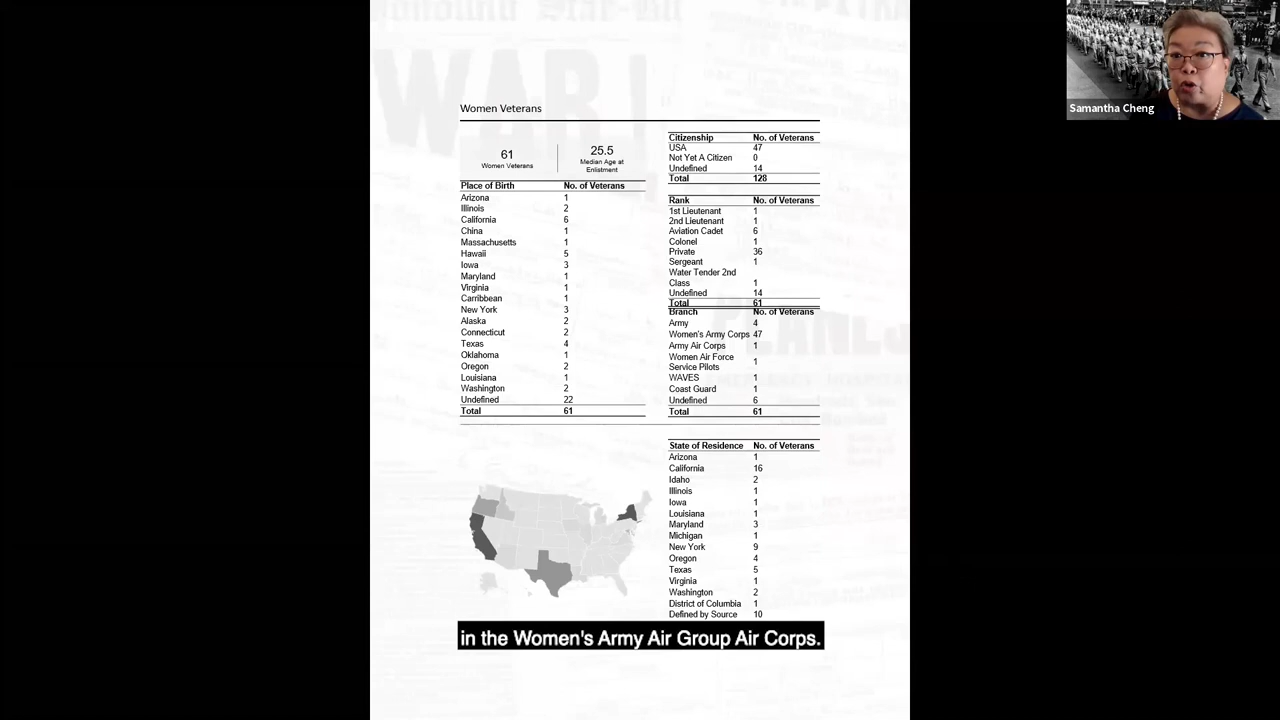 Samantha Cheng
WAR!
Women Veterans
61
Women Veterans
25.5
Median Age at
Enlistment
Place of Birth No. of Veterans
Arizona 1
Illinois 2
California 6
China 1
Massachusetts 1
Hawaii 5
Iowa 3
Maryland 1
Virginia 1
Carribbean 1
New York 3
Alaska 2
Connecticut 2
Texas 4
Oklahoma 1
Oregon 2
Louisiana 1
Washington 2
Undefined 22
Total 61
Citizenship No. of Veterans
USA 47
Not Yet A Citizen 0
Undefined 14
Total 128
Rank No. of Veterans
1st Lieutenant 1
2nd Lieutenant 1
Aviation Cadet 6
Colonel 1
Private 36
Sergeant 1
Water Tender 2nd
Class 1
Undefined 14
Total 61
Branch No. of Veterans
Army 4
Women's Army Corps 47
Army Air Corps 1
Women Air Force
Service Pilots 1
WAVES 1
Coast Guard 1
Undefined 6
Total 61
State of Residence No. of Veterans
Arizona 1
California 16
Idaho 2
Illinois 1
Iowa 1
Louisiana 1
Maryland 3
Michigan 1
New York 9
Oregon 4
Texas 5
Virginia 1
Washington 2
District of Columbia 1
Defined by Source 10
in the Women's Army Air Group Air Corps.